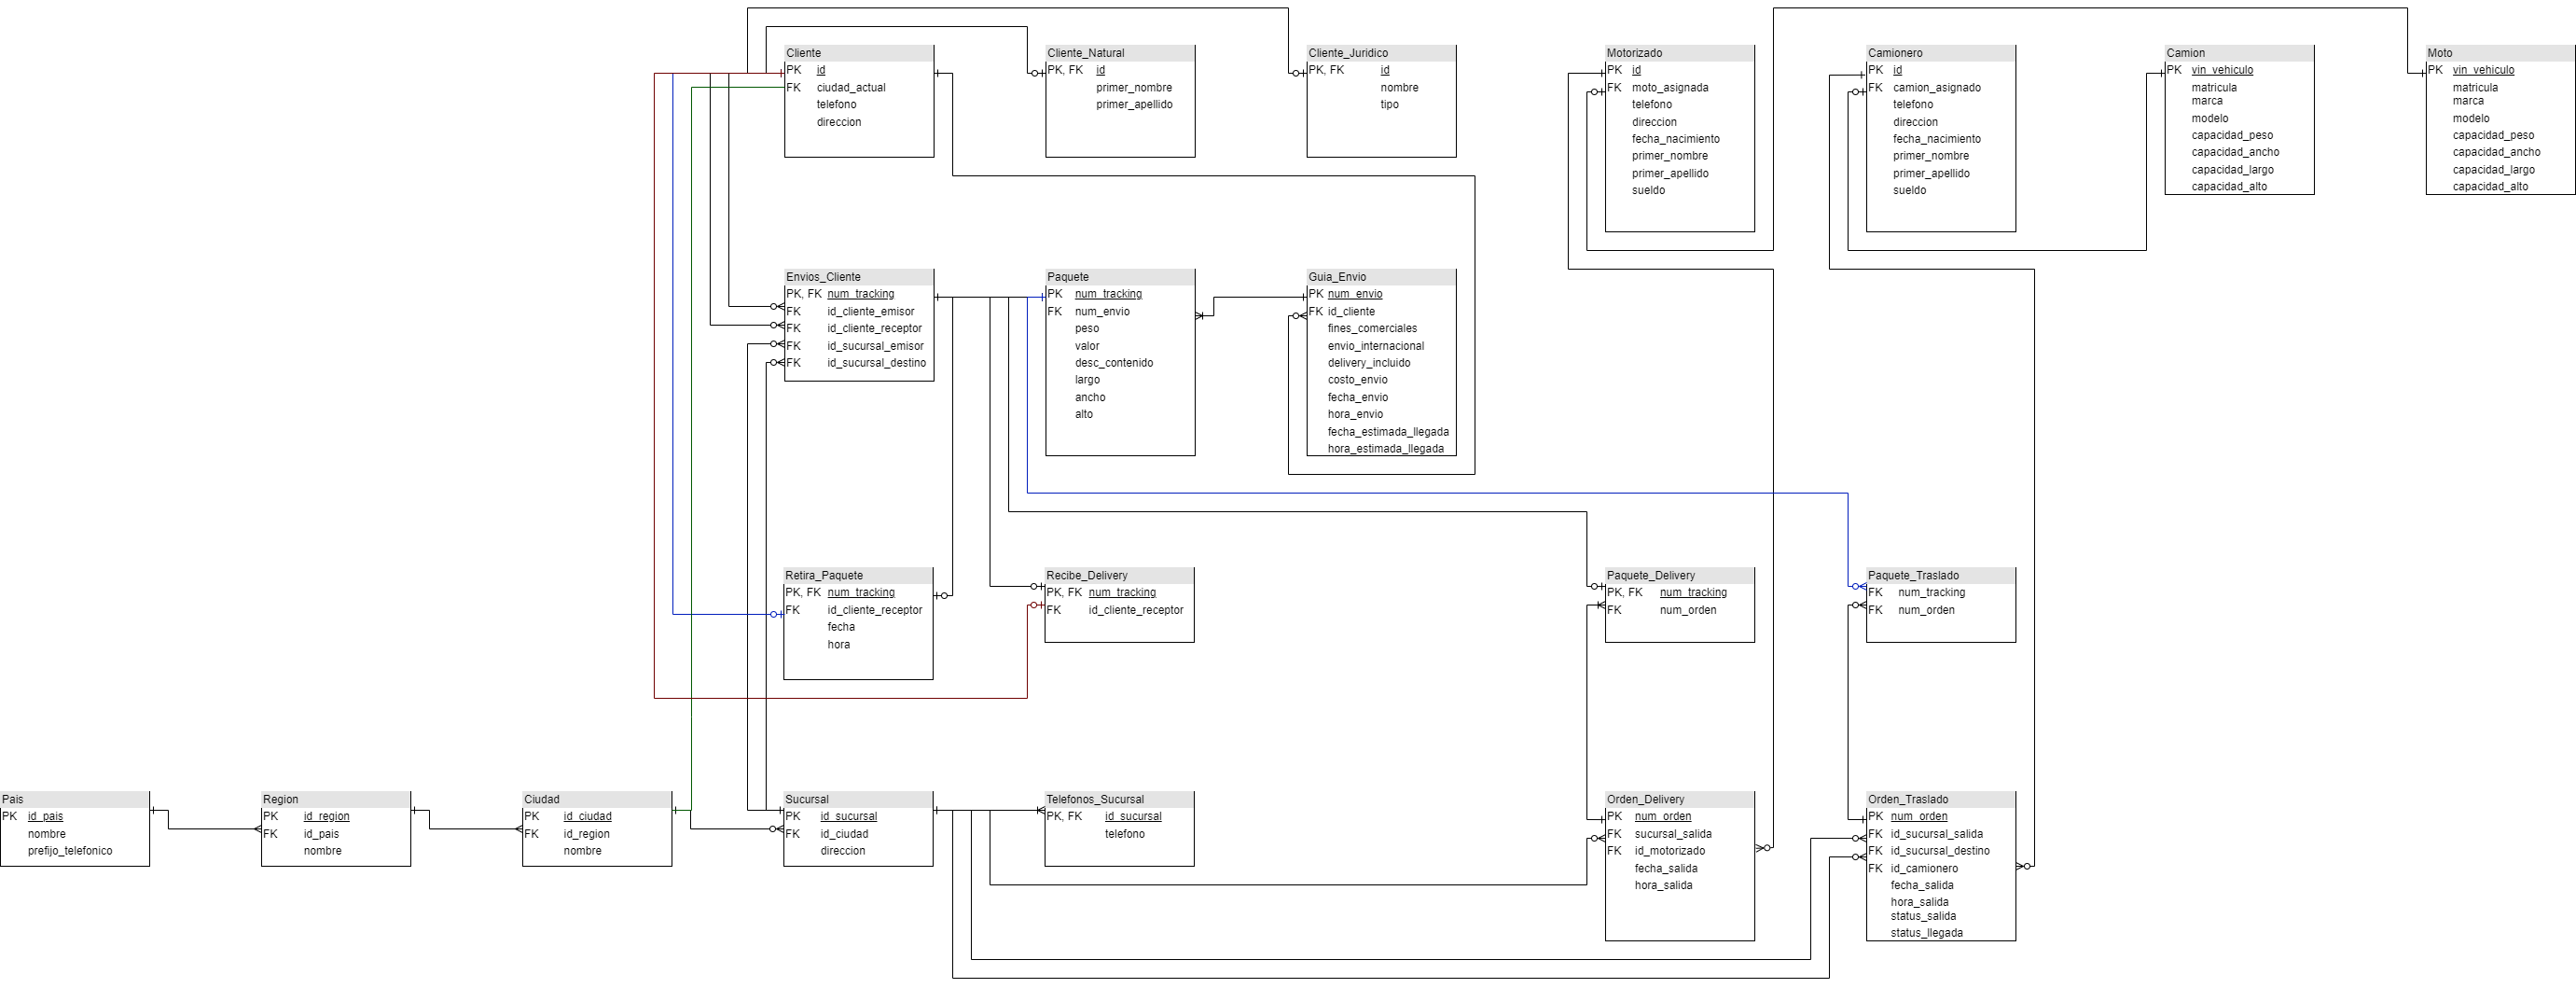 Cliente
PK id
FK ciudad_actual
telefono
direccion
Cliente_Natural
PK, FK id
primer_nombre
primer_apellido
Cliente_Juridico
PK, FK id
nombre
tipo
Motorizado
PK id
FK moto_asignada
telefono
direccion
fecha_nacimiento
primer_nombre
primer_apellido
sueldo
Camionero
PK id
FK camion_asignado
telefono
direccion
fecha_nacimiento
primer_nombre
primer_apellido
sueldo
Camion
PK vin_vehiculo
matricula
marca
modelo
capacidad_peso
capacidad_ancho
capacidad_largo
capacidad_alto
Moto
PK vin_vehiculo
matricula
marca
modelo
capacidad_peso
capacidad_ancho
capacidad_largo
capacidad_alto
Envios_Cliente
PK, FK num_tracking
FK id_cliente_emisor
FK id_cliente_receptor
FK id_sucursal_emisor
FK id_sucursal_destino
Paquete
PK num_tracking
FK num_envio
peso
valor
desc_contenido
largo
ancho
alto
Guia_Envio
PK num_envio
FK id_cliente
fines_comerciales
envio_internacional
delivery_incluido
costo_envio
fecha_envio
hora_envio
fecha_estimada_llegada
hora_estimada_llegada
Retira_Paquete
PK, FK num_tracking
FK id_cliente_receptor
fecha
hora
Recibe_Delivery
PK, FK num_tracking
FK id_cliente_receptor
Paquete_Delivery
PK, FK num_tracking
FK num_orden
Paquete_Traslado
FK num_tracking
FK num_orden
Pais
PK id_pais
nombre
prefijo_telefonico
Region
PK id_region
FK id_pais
nombre
Ciudad
PK id_ciudad
FK id_region
nombre
Sucursal
PK id_sucursal
FK id_ciudad
direccion
Telefonos_Sucursal
PK, FK id_sucursal
telefono
Orden_Delivery
PK num_orden
FK sucursal_salida
FK id_motorizado
fecha_salida
hora_salida
Orden_Traslado
PK num_orden
FK id_sucursal_salida
FK id_sucursal_destino
FK id_camionero
fecha_salida
hora_salida
status_salida
status_llegada